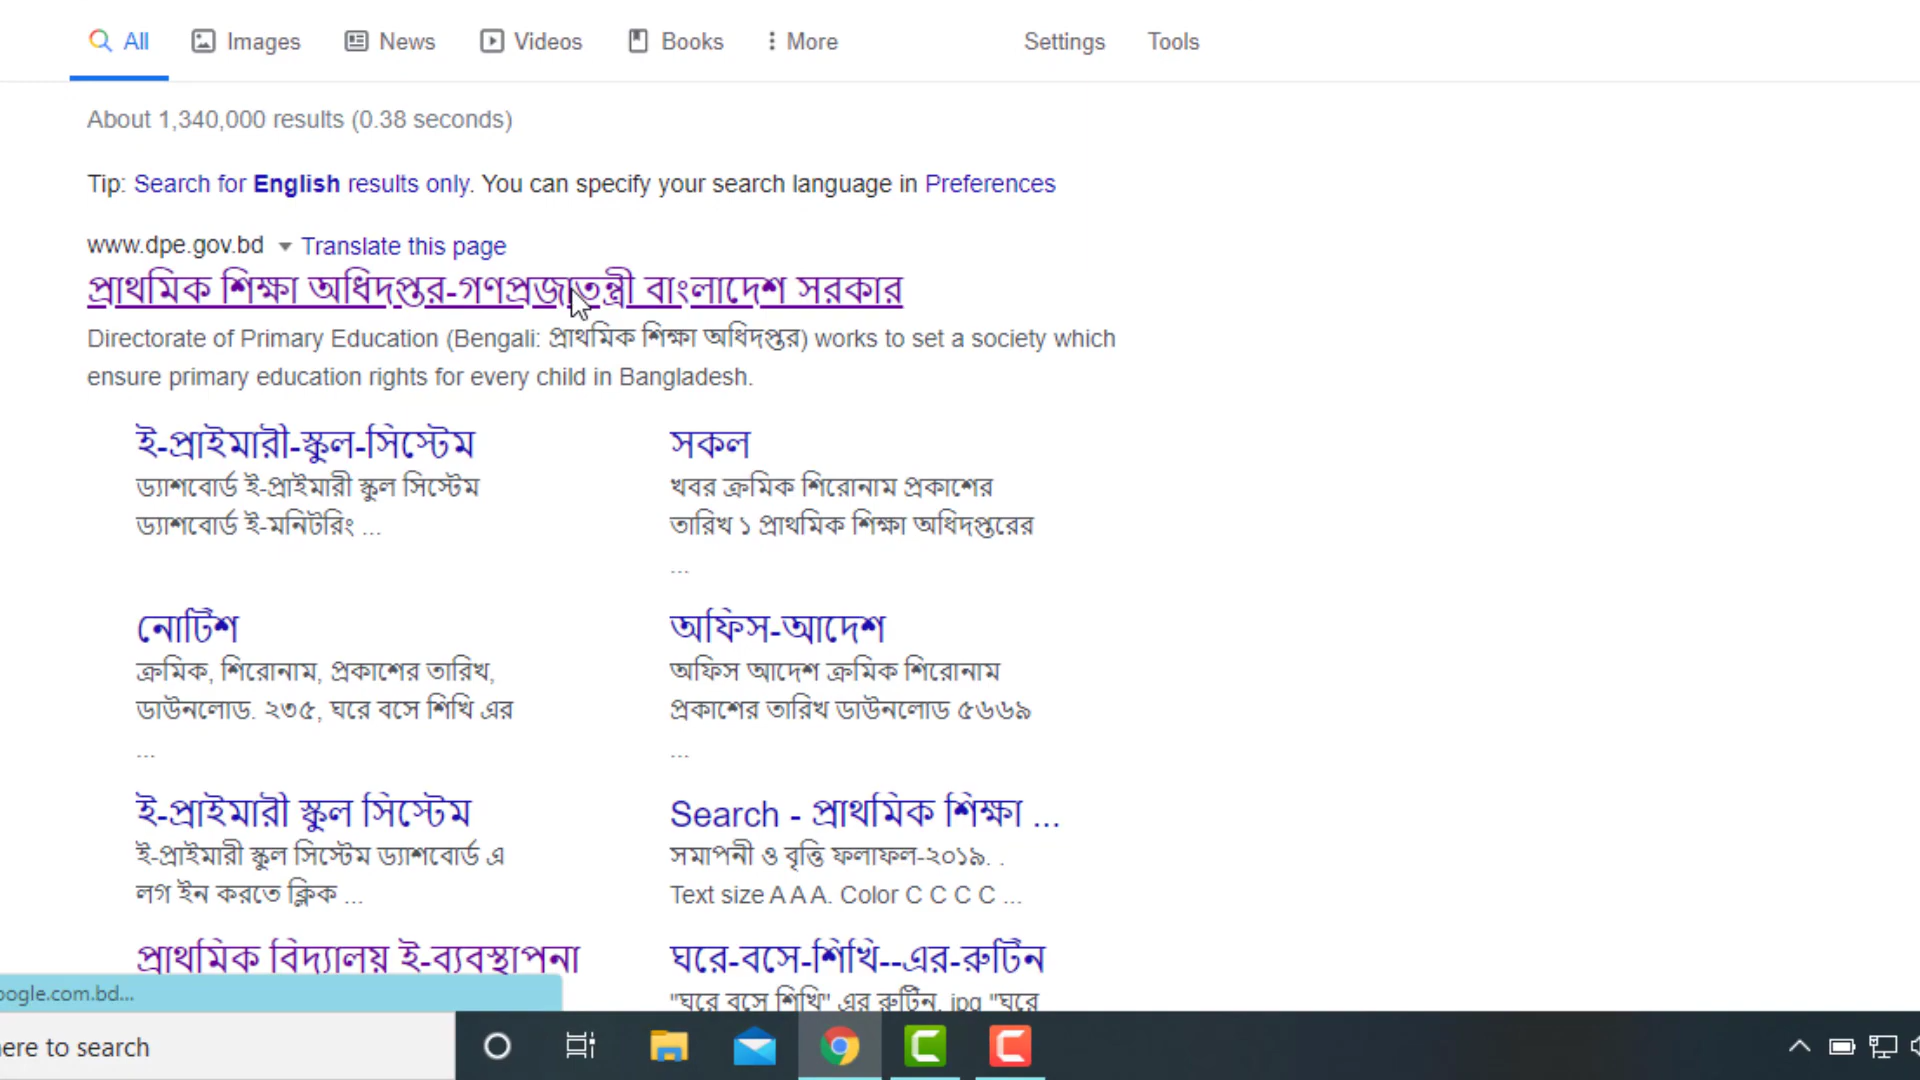 All Images News Videos Books More Settings Tools
About 1,340,000 results (0.38 seconds)
Tip: Search for English results only. You can specify your search language in Preferences
www.dpe.gov.bd Translate this page
প্রাথমিক শিক্ষা অধিদপ্তর-গণপ্রজাতন্ত্রী বাংলাদেশ সরকার
Directorate of Primary Education (Bengali: প্রাথমিক শিক্ষা অধিদপ্তর) works to set a society which
ensure primary education rights for every child in Bangladesh.
ই-প্রাইমারী-স্কুল-সিস্টেম
ড্যাশবোর্ড ই-প্রাইমারী স্কুল সিস্টেম
ড্যাশবোর্ড ই-মনিটরিং ...
সকল
খবর ক্রমিক শিরোনাম প্রকাশের
তারিখ ১ প্রাথমিক শিক্ষা অধিদপ্তরের
...
নোটিশ
ক্রমিক, শিরোনাম, প্রকাশের তারিখ,
ডাউনলোড. ২৩৫, ঘরে বসে শিখি এর
...
অফিস-আদেশ
অফিস আদেশ ক্রমিক শিরোনাম
প্রকাশের তারিখ ডাউনলোড ৫৬৬৯
...
ই-প্রাইমারী স্কুল সিস্টেম
ই-প্রাইমারী স্কুল সিস্টেম ড্যাশবোর্ড এ
লগ ইন করতে ক্লিক ...
Search - প্রাথমিক শিক্ষা ...
সমাপনী ও বৃত্তি ফলাফল-২০১৯. .
Text size A A A. Color C C C C ...
প্রাথমিক বিদ্যালয় ই-ব্যবস্থাপনা
ঘরে-বসে-শিখি--এর-রুটিন
"ঘরে বসে শিখি" এর রুটিন. jpg "ঘরে
oogle.com.bd...
ere to search